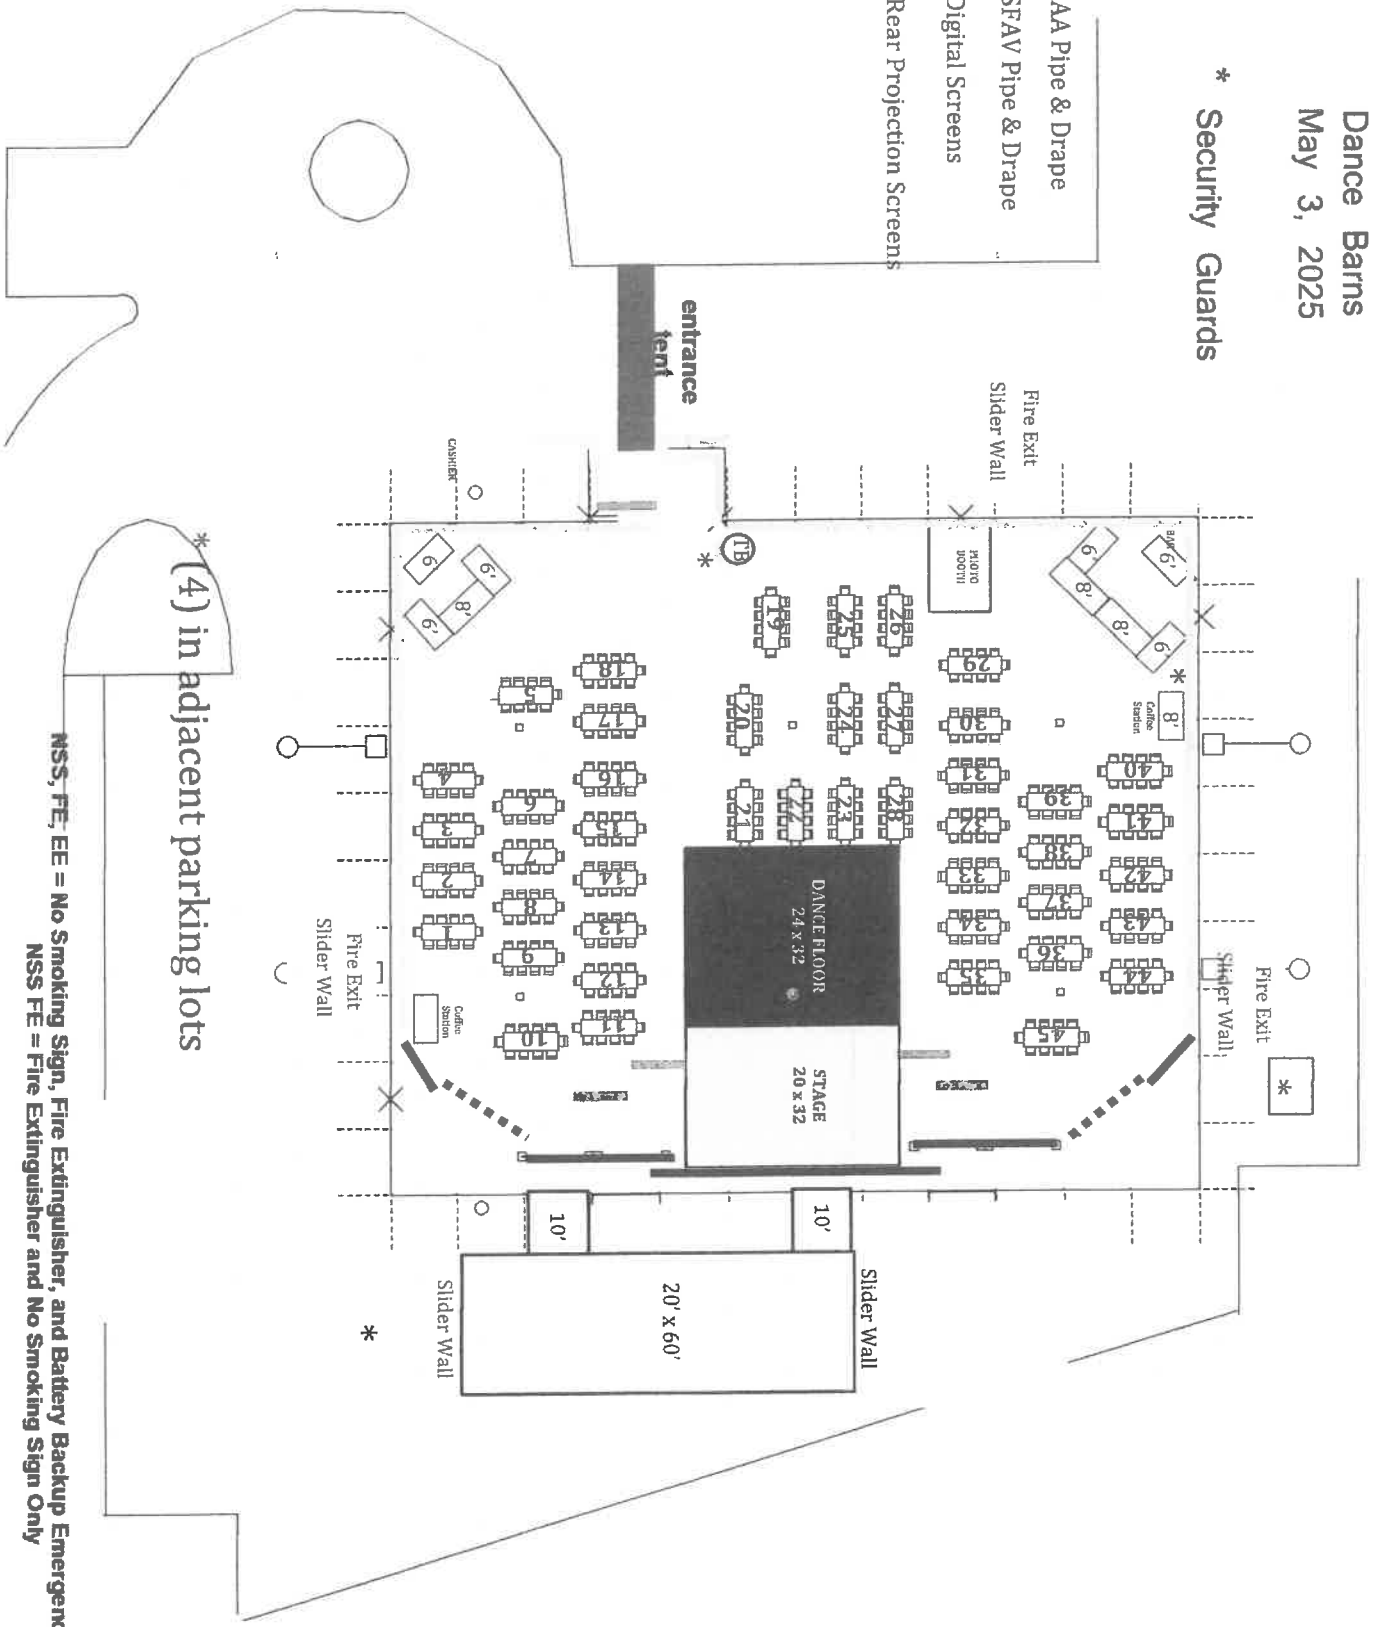 Dance Barns
May 3, 2025
* Security Guards
AA Pipe & Drape
SFAV Pipe & Drape
Digital Screens
Rear Projection Screens
entrance
tent
Fire Exit
Slider Wall
CASHIER
TB
*
PHOTO
BOOTH
BAR
6'
6'
8'
8'
6'
*
8'
Coffee
Station
6'
6'
8'
6'
19
25
26
18
5
17
20
24
27
29
30
4
16
6
3
15
7
2
14
8
1
13
9
12
11
10
21
22
23
28
31
32
33
34
35
39
38
37
36
40
41
42
43
44
45
DANCE FLOOR
24 x 32
STAGE
20 x 32
Coffee
Station
Fire Exit
Slider Wall
Fire Exit
Slider Wall
*
10'
10'
20' x 60'
Slider Wall
Slider Wall
*
* (4) in adjacent parking lots
NSS, FE, EE = No Smoking Sign, Fire Extinguisher, and Battery Backup Emergen
NSS FE = Fire Extinguisher and No Smoking Sign Only